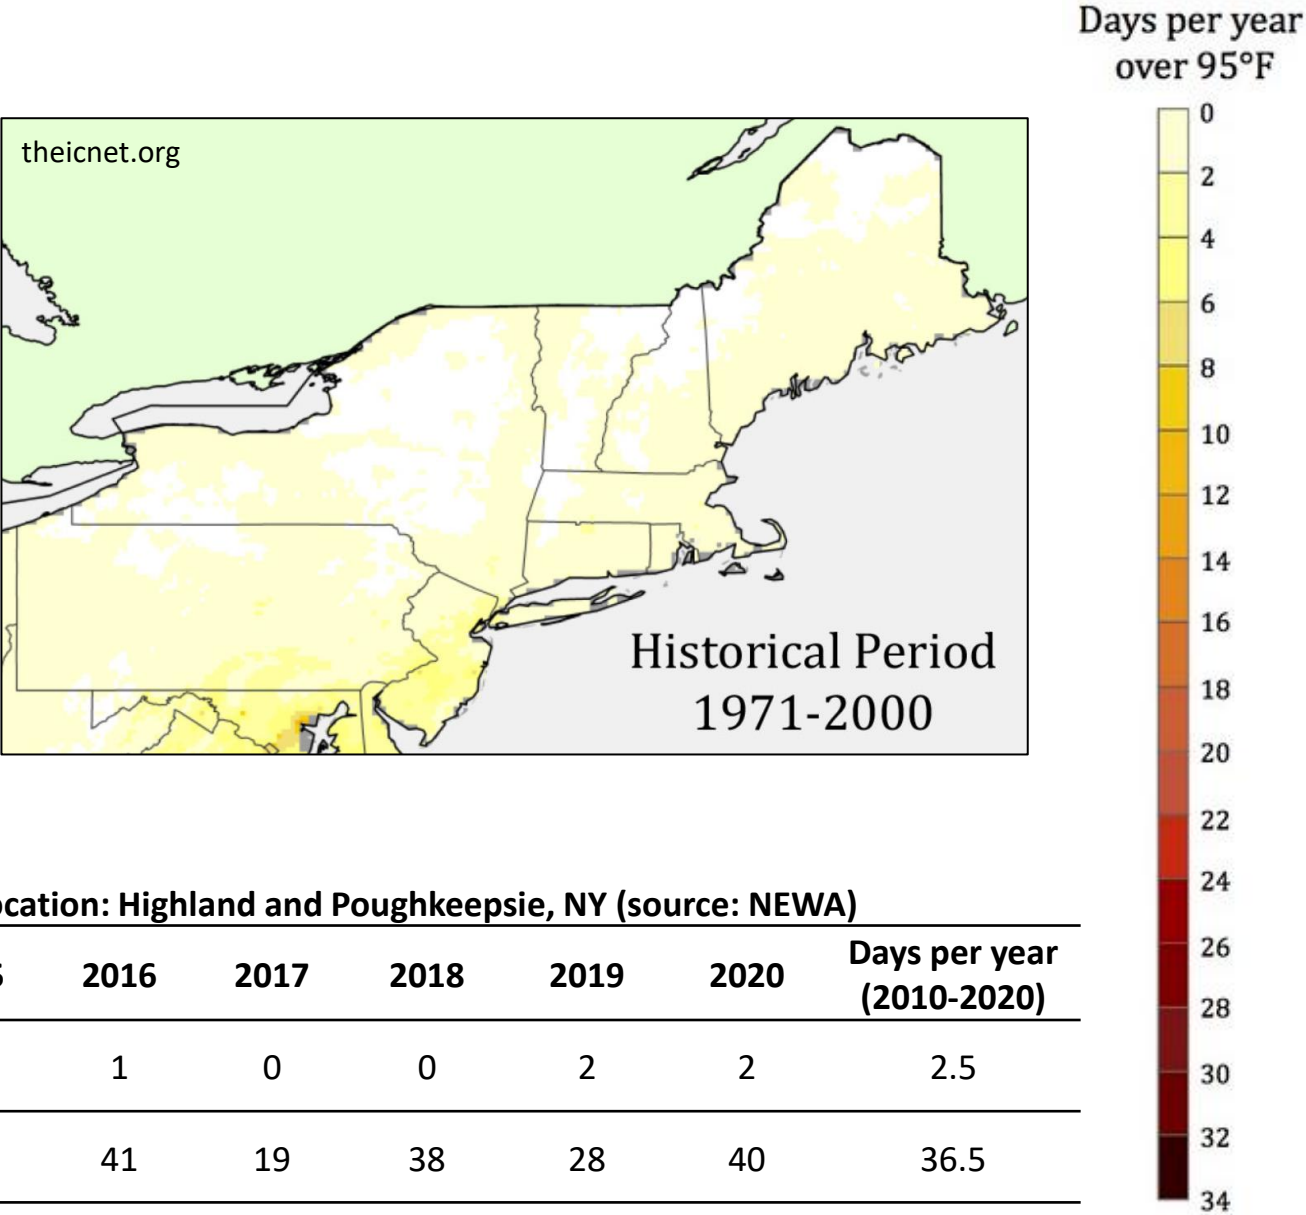 Days per year
over 95°F
theicnet.org
0
2
4
6
8
10
12
14
16
18
20
22
24
26
28
30
32
34
Historical Period
1971-2000
Highland and Poughkeepsie, NY (source: NEWA)
2016 2017 2018 2019 2020 Days per year
(2010-2020)
1 0 0 2 2 2.5
41 19 38 28 40 36.5